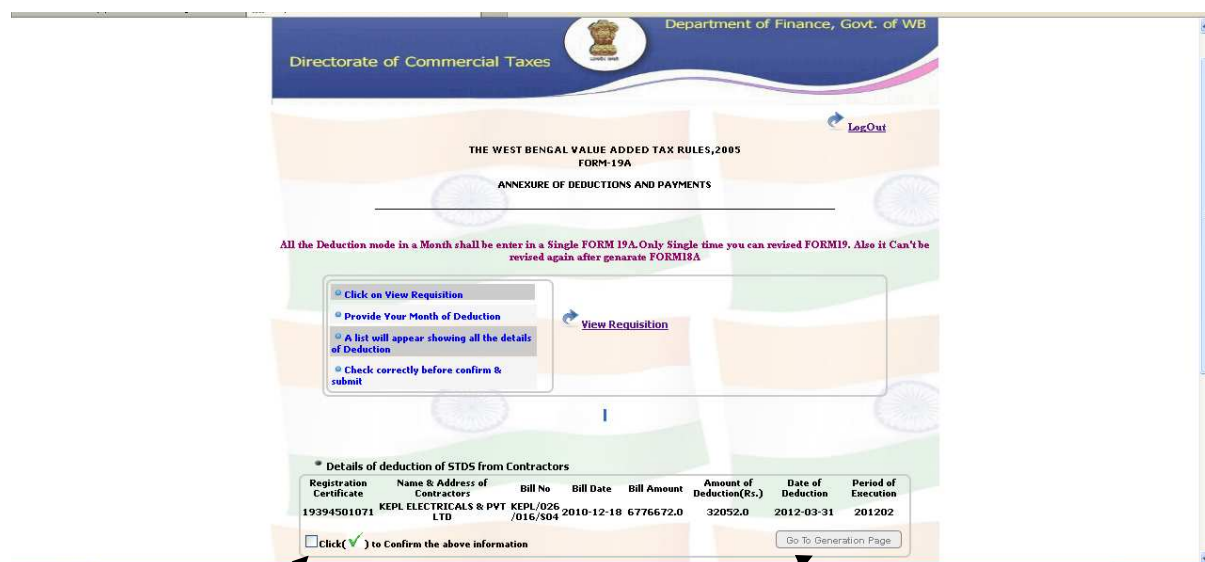 Department of Finance, Govt. of WB
Directorate of Commercial Taxes
LogOut
THE WEST BENGAL VALUE ADDED TAX RULES,2005
FORM-19A
ANNEXURE OF DEDUCTIONS AND PAYMENTS
All the Deduction mode in a Month shall be enter in a Single FORM 19A.Only Single time you can revised FORM19. Also it Can't be
revised again after genarate FORM18A
Click on View Requisition
Provide Your Month of Deduction
A list will appear showing all the details
of Deduction
Check correctly before confirm &
submit
View Requisition
Details of deduction of STDS from Contractors
Registration Certificate Name & Address of Contractors Bill No Bill Date Bill Amount Amount of Deduction(Rs.) Date of Deduction Period of Execution
19394501071 KEPL ELECTRICALS & PVT LTD KEPL/026/016/S04 2010-12-18 6776672.0 32052.0 2012-03-31 201202
Click( ✓ ) to Confirm the above information
Go To Generation Page